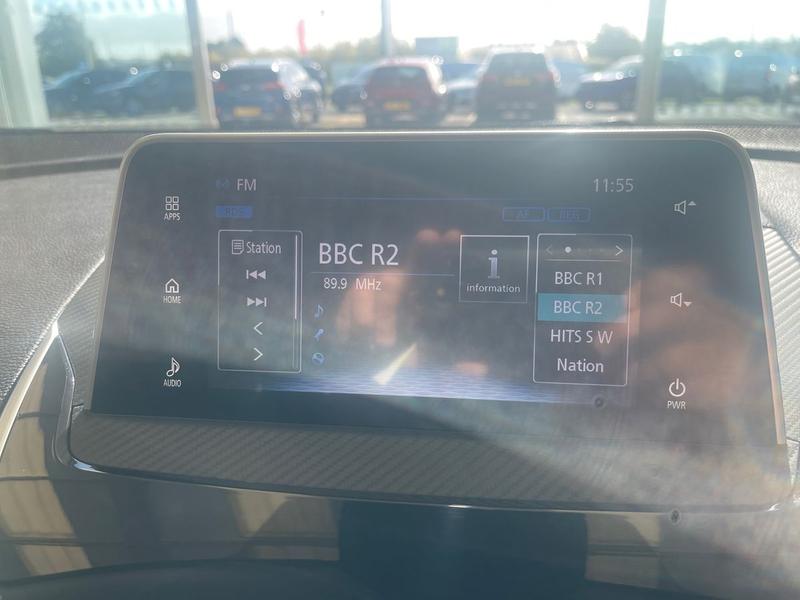 FM
11:55
RDS
AF
REG
APPS
HOME
AUDIO
Station
BBC R2
89.9 MHz
i
information
BBC R1
BBC R2
HITS S W
Nation
PWR